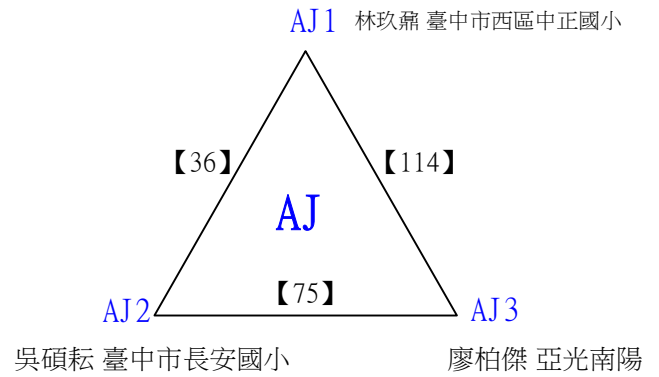 AJ1 林玖鼐 臺中市西區中正國小
【36】 【114】
AJ
【75】
AJ2 AJ3
吳碩耘 臺中市長安國小 廖柏傑 亞光南陽